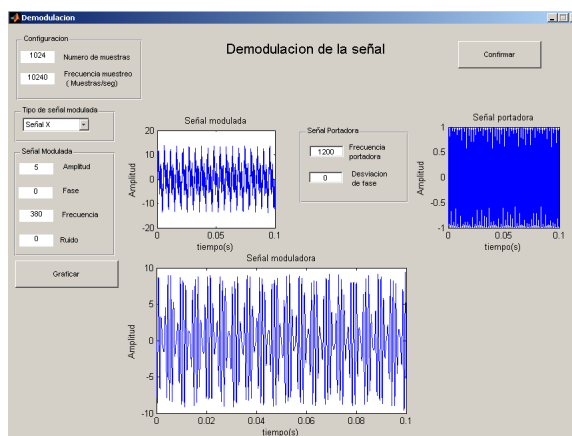 Demodulacion
Configuracion
1024 Numero de muestras
10240 Frecuencia muestreo
( Muestras/seg)
Demodulacion de la señal
Confirmar
Tipo de señal modulada
Señal X
Señal Modulada
5 Amplitud
0 Fase
380 Frecuencia
0 Ruido
Graficar
Señal modulada
Amplitud
20
10
0
-10
-20
0 0.05 0.1
tiempo(s)
Señal Portadora
1200 Frecuencia
portadora
0 Desviacion
de fase
Señal portadora
Amplitud
1
0.5
0
-0.5
-1
0 0.05 0.1
tiempo(s)
Señal moduladora
Amplitud
10
5
0
-5
-10
0 0.02 0.04 0.06 0.08 0.1
tiempo(s)